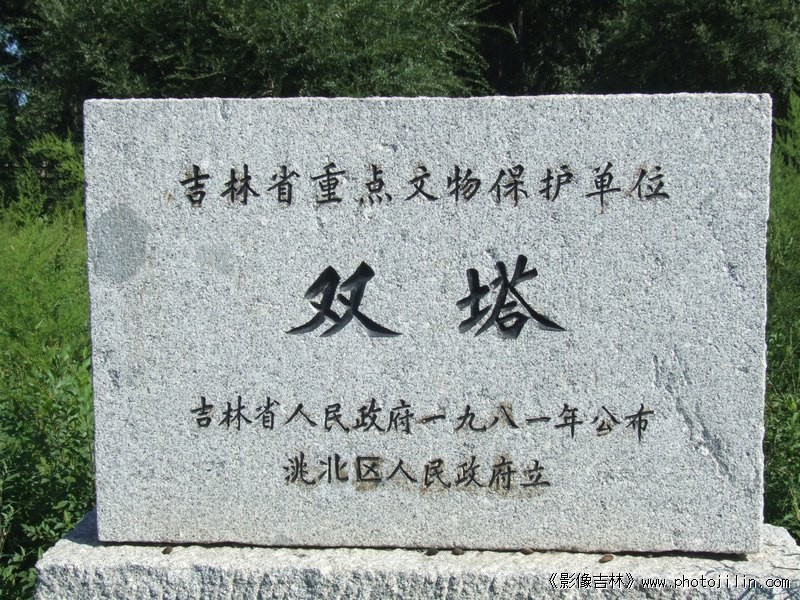 吉林省重点文物保护单位
双塔
吉林省人民政府一九八一年公布
洮北区人民政府立
《影像吉林》www.photojilin.com